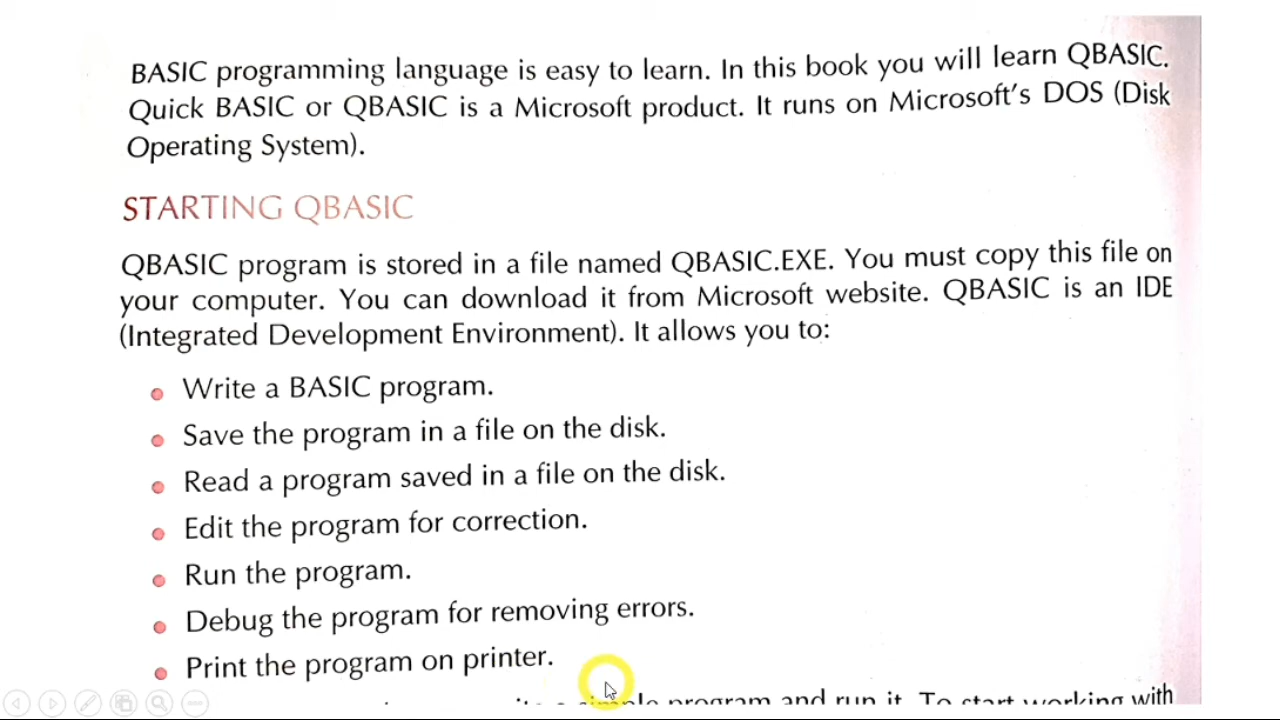 BASIC programming language is easy to learn. In this book you will learn QBASIC.
Quick BASIC or QBASIC is a Microsoft product. It runs on Microsoft's DOS (Disk
Operating System).
STARTING QBASIC
QBASIC program is stored in a file named QBASIC.EXE. You must copy this file on
your computer. You can download it from Microsoft website. QBASIC is an IDE
(Integrated Development Environment). It allows you to:
Write a BASIC program.
Save the program in a file on the disk.
Read a program saved in a file on the disk.
Edit the program for correction.
Run the program.
Debug the program for removing errors.
Print the program on printer.
program and run it. To start working with